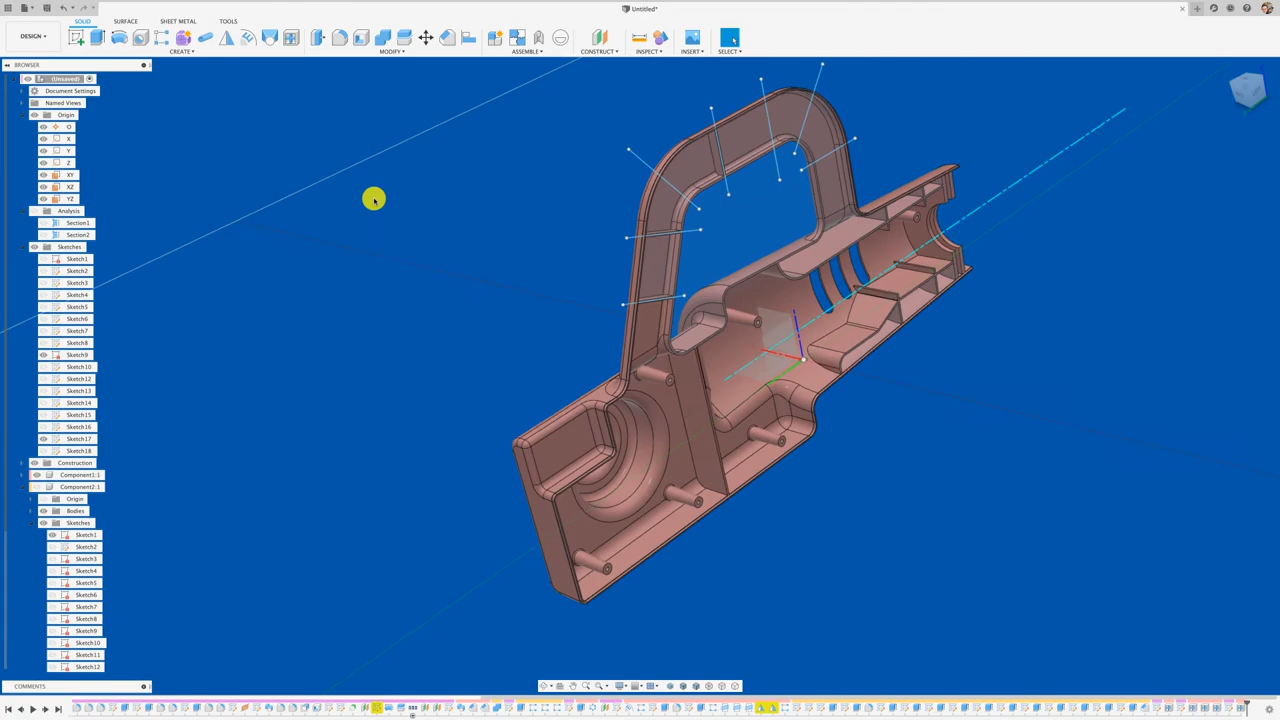 Untitled*
SOLID SURFACE SHEET METAL TOOLS
DESIGN
CREATE MODIFY ASSEMBLE CONSTRUCT INSPECT INSERT SELECT
BROWSER
(Unsaved)
Document Settings
Named Views
Origin
O
X
Y
Z
XY
XZ
YZ
Analysis
Section1
Section2
Sketches
Sketch1
Sketch2
Sketch3
Sketch4
Sketch5
Sketch6
Sketch7
Sketch8
Sketch9
Sketch10
Sketch12
Sketch13
Sketch14
Sketch15
Sketch16
Sketch17
Sketch18
Construction
Component1:1
Component2:1
Origin
Bodies
Sketches
Sketch1
Sketch2
Sketch3
Sketch4
Sketch5
Sketch6
Sketch7
Sketch8
Sketch9
Sketch10
Sketch11
Sketch12
COMMENTS